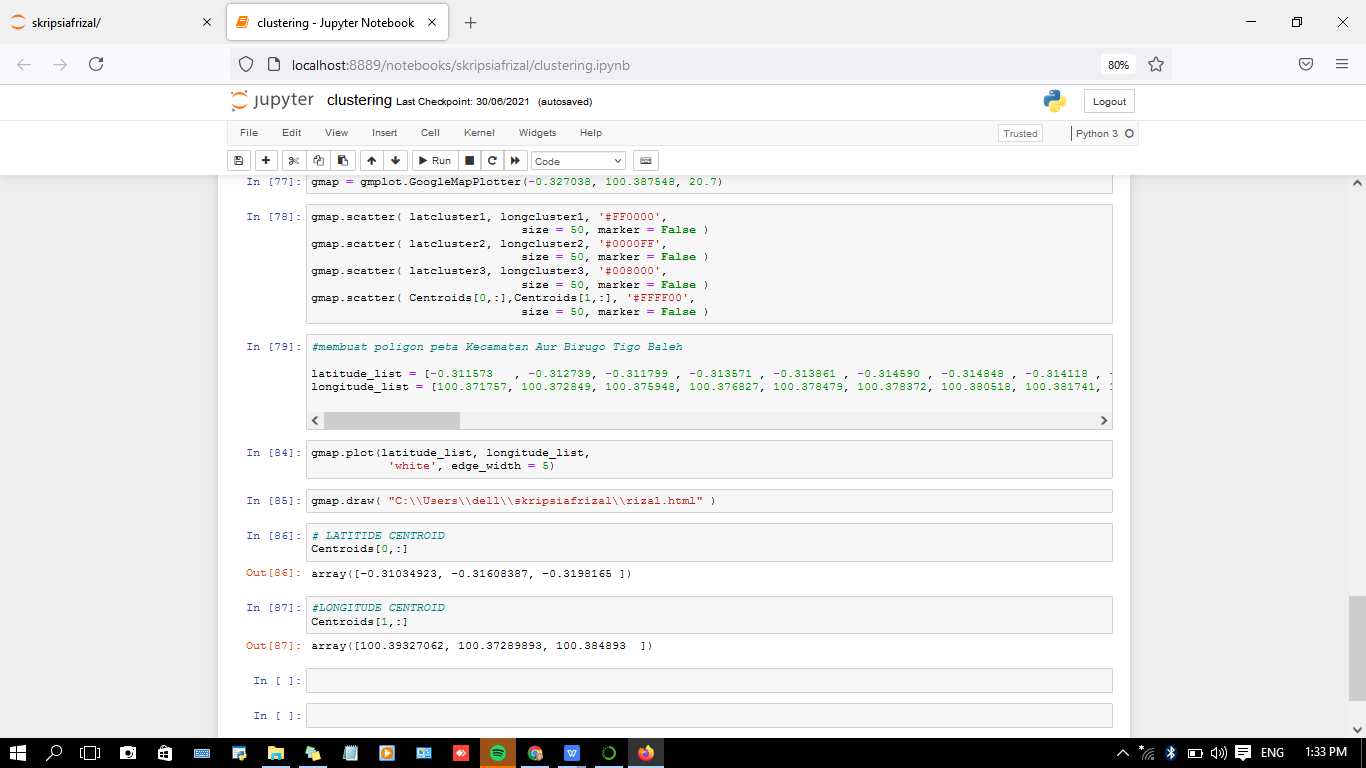 skripsiafrizal/
clustering - Jupyter Notebook
localhost:8889/notebooks/skripsiafrizal/clustering.ipynb
80%
jupyter clustering Last Checkpoint: 30/06/2021 (autosaved)
Logout
File Edit View Insert Cell Kernel Widgets Help
Trusted
Python 3
Run
Code
In [77]: gmap = gmplot.GoogleMapPlotter(-0.327038, 100.387548, 20.7)
In [78]: gmap.scatter( latcluster1, longcluster1, '#FF0000',
size = 50, marker = False )
gmap.scatter( latcluster2, longcluster2, '#0000FF',
size = 50, marker = False )
gmap.scatter( latcluster3, longcluster3, '#008000',
size = 50, marker = False )
gmap.scatter( Centroids[0,:],Centroids[1,:], '#FFFF00',
size = 50, marker = False )
In [79]: #membuat poligon peta Kecamatan Aur Birugo Tigo Baleh
latitude_list = [-0.311573 , -0.312739, -0.311799 , -0.313571 , -0.313861 , -0.314590 , -0.314848 , -0.314118 , -
longitude_list = [100.371757, 100.372849, 100.375948, 100.376827, 100.378479, 100.378372, 100.380518, 100.381741,
In [84]: gmap.plot(latitude_list, longitude_list,
'white', edge_width = 5)
In [85]: gmap.draw( "C:\\Users\\dell\\skripsiafrizal\\rizal.html" )
In [86]: # LATITIDE CENTROID
Centroids[0,:]
Out[86]: array([-0.31034923, -0.31608387, -0.3198165 ])
In [87]: #LONGITUDE CENTROID
Centroids[1,:]
Out[87]: array([100.39327062, 100.37289893, 100.384893  ])
In [ ]:
In [ ]:
ENG
1:33 PM